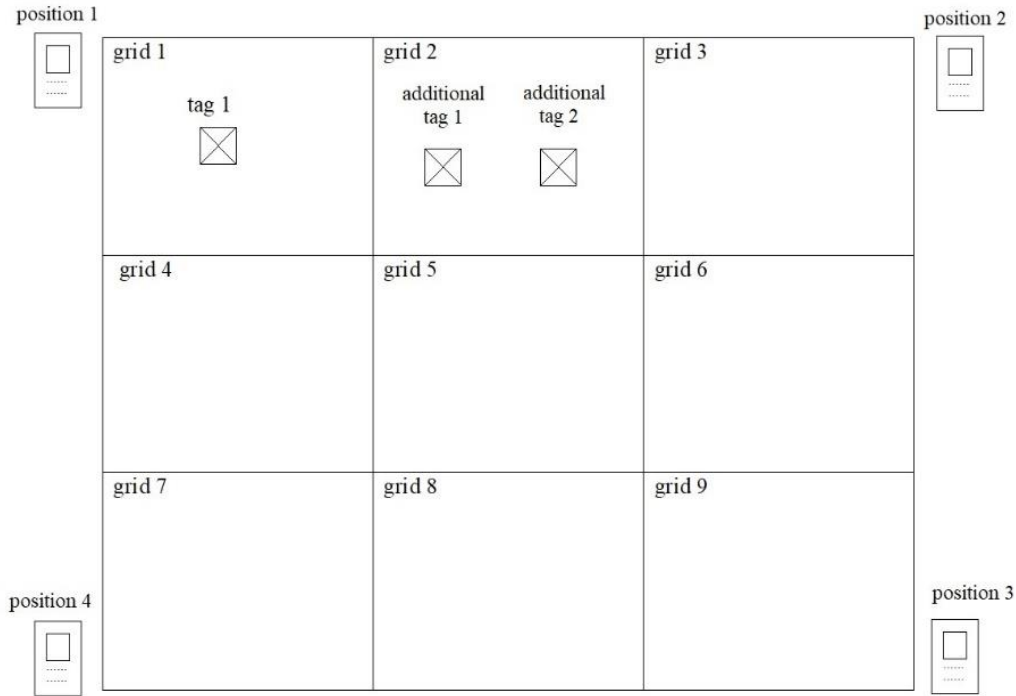 position 1
position 2
grid 1
grid 2
grid 3
tag 1
additional
tag 1
additional
tag 2
grid 4
grid 5
grid 6
grid 7
grid 8
grid 9
position 4
position 3